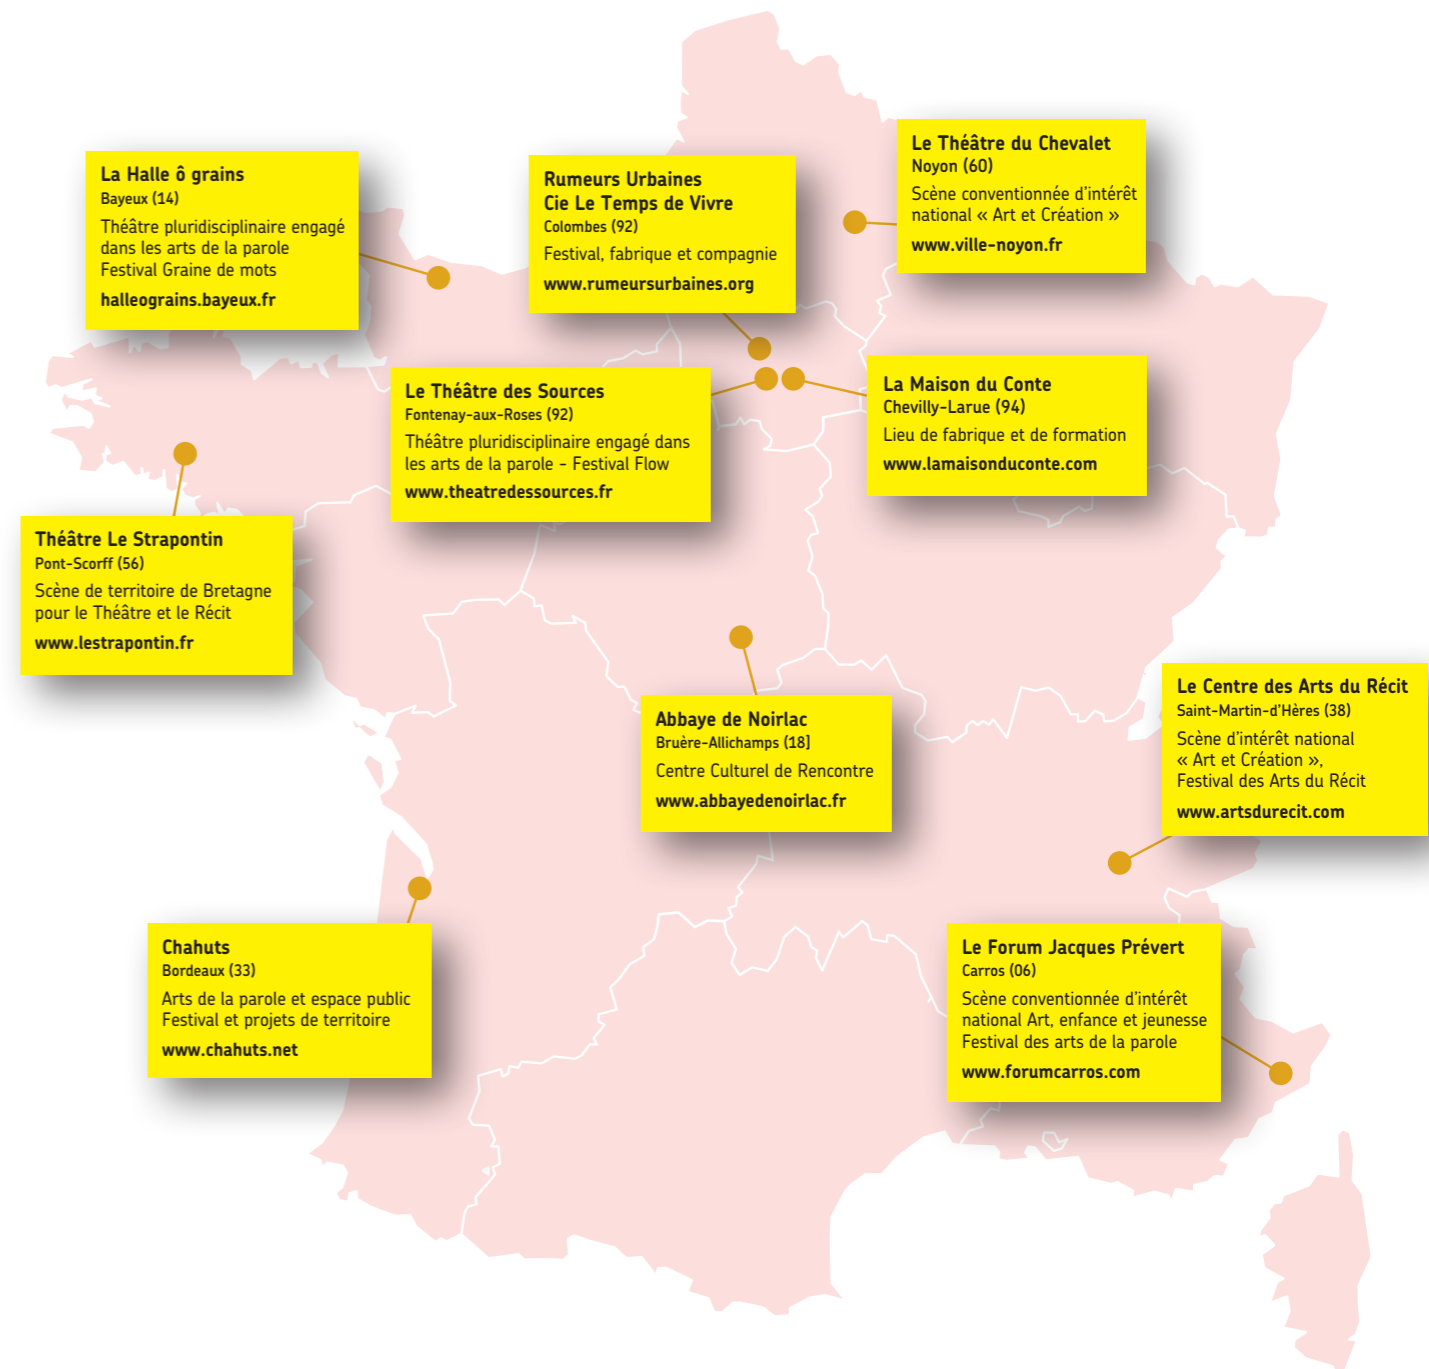 La Halle ô grains
Bayeux (14)
Théâtre pluridisciplinaire engagé
dans les arts de la parole
Festival Graine de mots
halleograins.bayeux.fr
Rumeurs Urbaines
Cie Le Temps de Vivre
Colombes (92)
Festival, fabrique et compagnie
www.rumeursurbaines.org
Le Théâtre du Chevalet
Noyon (60)
Scène conventionnée d'intérêt
national « Art et Création »
www.ville-noyon.fr
Le Théâtre des Sources
Fontenay-aux-Roses (92)
Théâtre pluridisciplinaire engagé dans
les arts de la parole - Festival Flow
www.theatredessources.fr
La Maison du Conte
Chevilly-Larue (94)
Lieu de fabrique et de formation
www.lamaisonduconte.com
Théâtre Le Strapontin
Pont-Scorff (56)
Scène de territoire de Bretagne
pour le Théâtre et le Récit
www.lestrapontin.fr
Abbaye de Noirlac
Bruère-Allichamps (18]
Centre Culturel de Rencontre
www.abbayedenoirlac.fr
Le Centre des Arts du Récit
Saint-Martin-d'Hères (38)
Scène d'intérêt national
« Art et Création »,
Festival des Arts du Récit
www.artsdurecit.com
Chahuts
Bordeaux (33)
Arts de la parole et espace public
Festival et projets de territoire
www.chahuts.net
Le Forum Jacques Prévert
Carros (06)
Scène conventionnée d'intérêt
national Art, enfance et jeunesse
Festival des arts de la parole
www.forumcarros.com